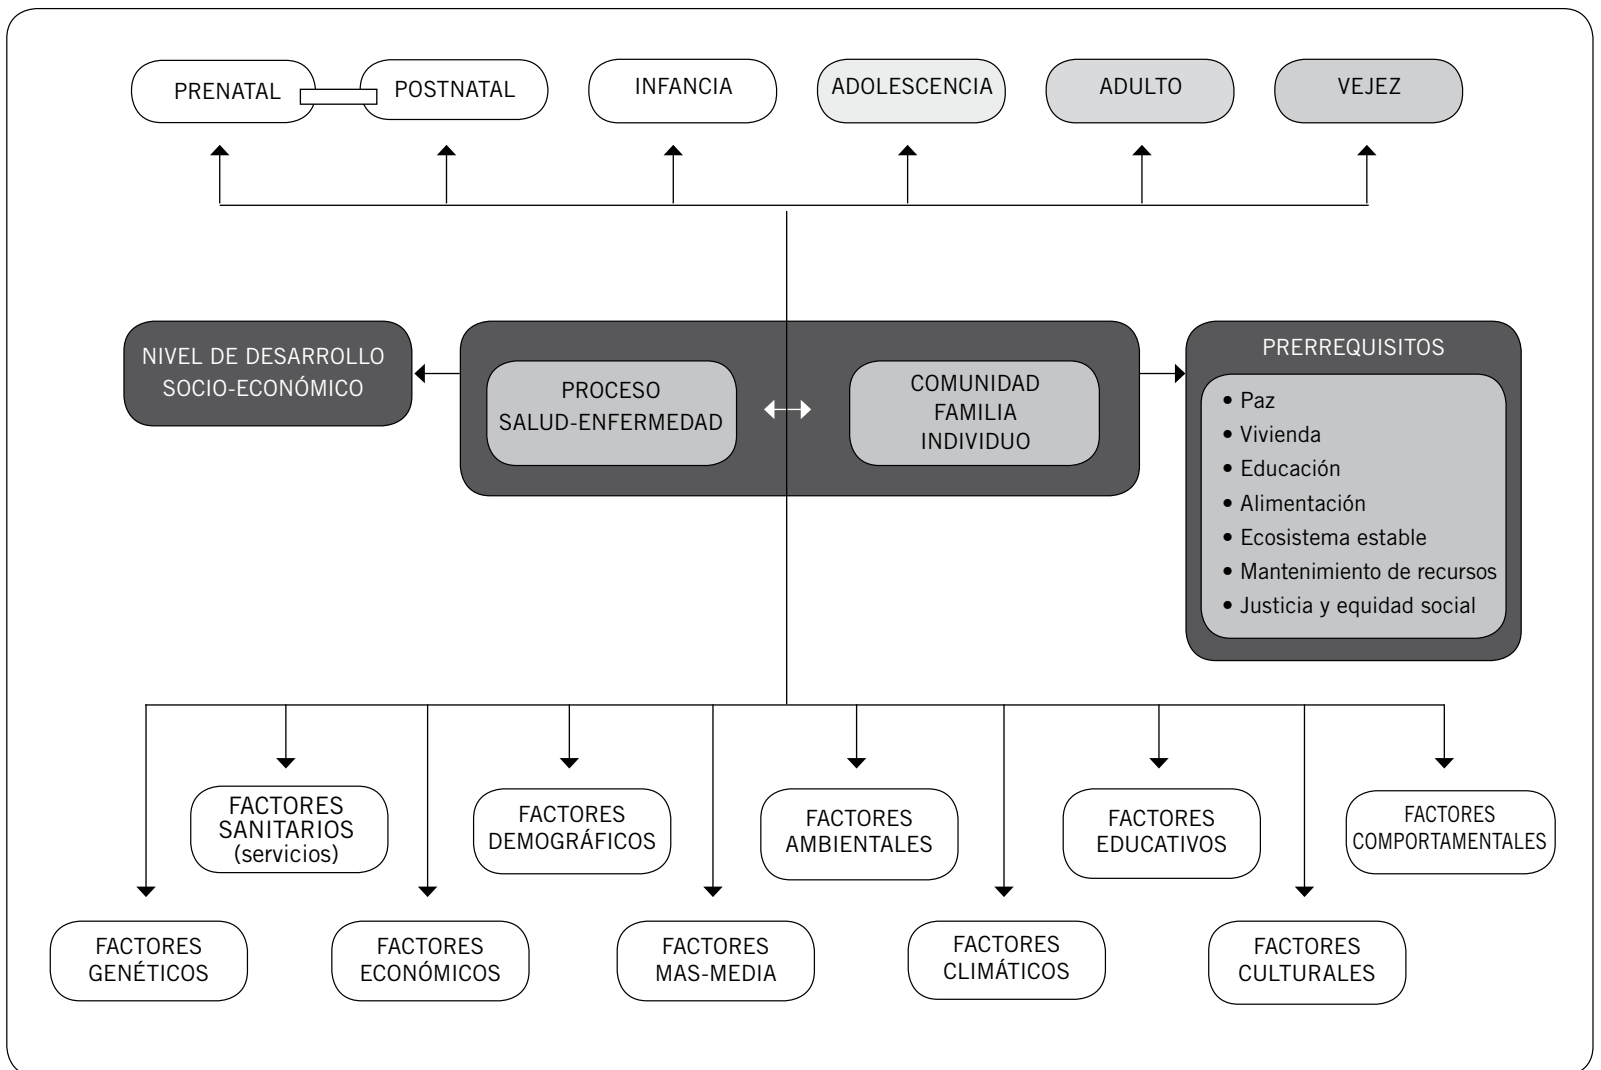 PRENATAL
POSTNATAL
INFANCIA
ADOLESCENCIA
ADULTO
VEJEZ
NIVEL DE DESARROLLO
SOCIO-ECONÓMICO
PROCESO
SALUD-ENFERMEDAD
COMUNIDAD
FAMILIA
INDIVIDUO
PRERREQUISITOS
• Paz
• Vivienda
• Educación
• Alimentación
• Ecosistema estable
• Mantenimiento de recursos
• Justicia y equidad social
FACTORES
SANITARIOS
(servicios)
FACTORES
DEMOGRÁFICOS
FACTORES
AMBIENTALES
FACTORES
EDUCATIVOS
FACTORES
COMPORTAMENTALES
FACTORES
GENÉTICOS
FACTORES
ECONÓMICOS
FACTORES
MAS-MEDIA
FACTORES
CLIMÁTICOS
FACTORES
CULTURALES